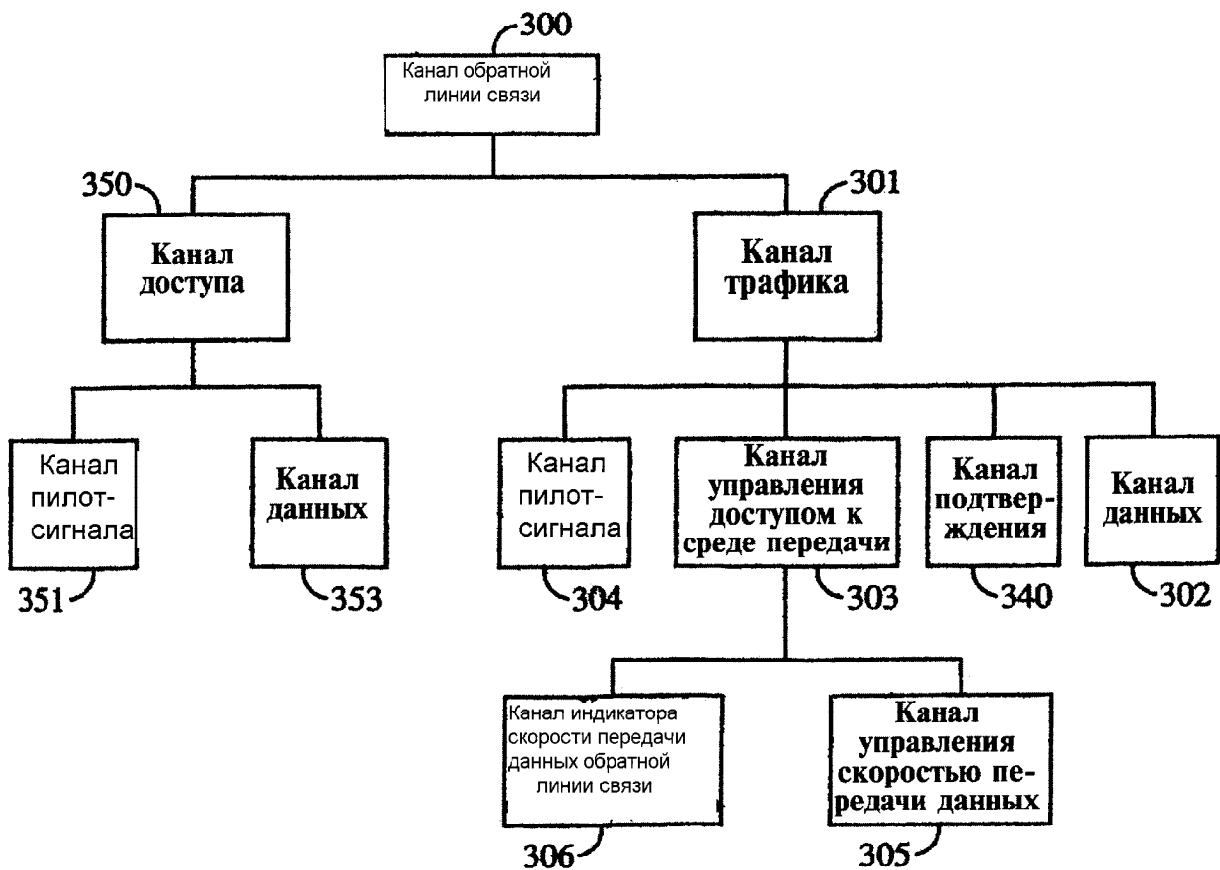 300
Канал обратной
линии связи
350
Канал
доступа
301
Канал
трафика
Канал
пилот-
сигнала
351
Канал
данных
353
Канал
пилот-
сигнала
304
Канал
управления
доступом к
среде передачи
303
Канал
подтвер-
ждения
340
Канал
данных
302
Канал индикатора
скорости передачи
данных обратной
линии связи
306
Канал
управления
скоростью пе-
редачи данных
305